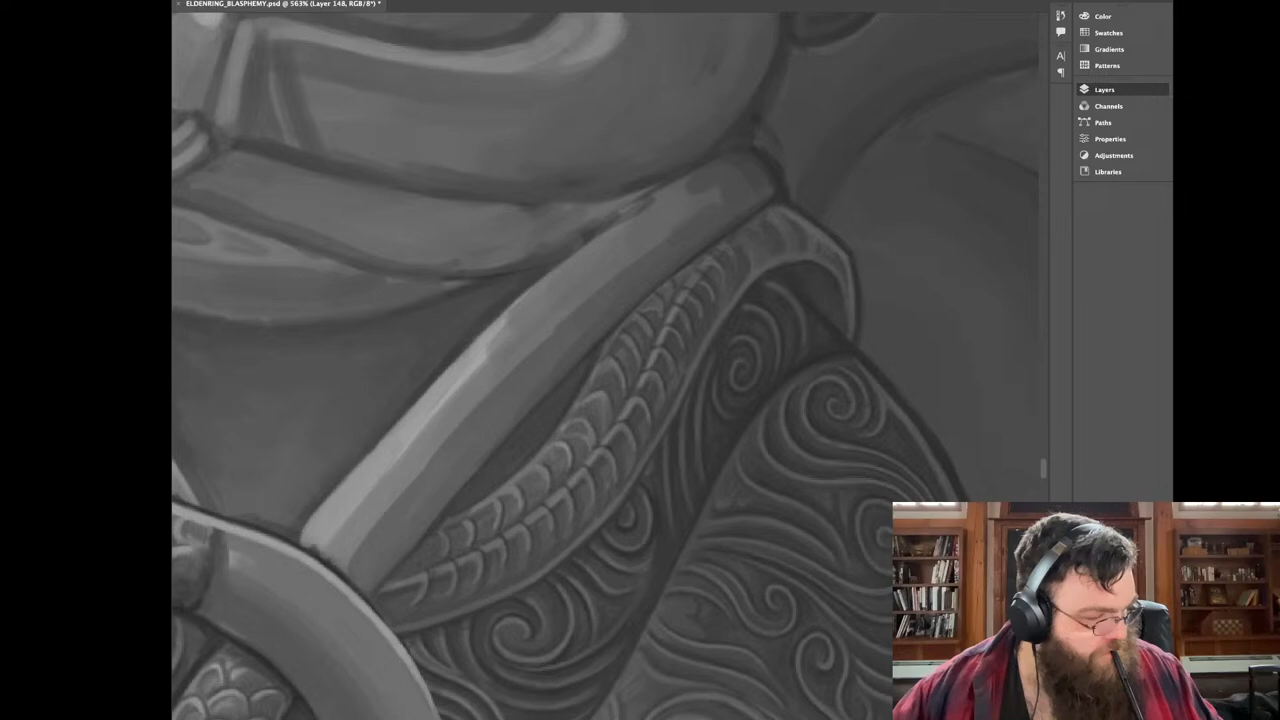 × ELDENRING_BLASPHEMY.psd @ 563% (Layer 148, RGB/8*) *
Color
Swatches
A|
Gradients
¶
Patterns
Layers
Channels
Paths
Properties
Adjustments
Libraries